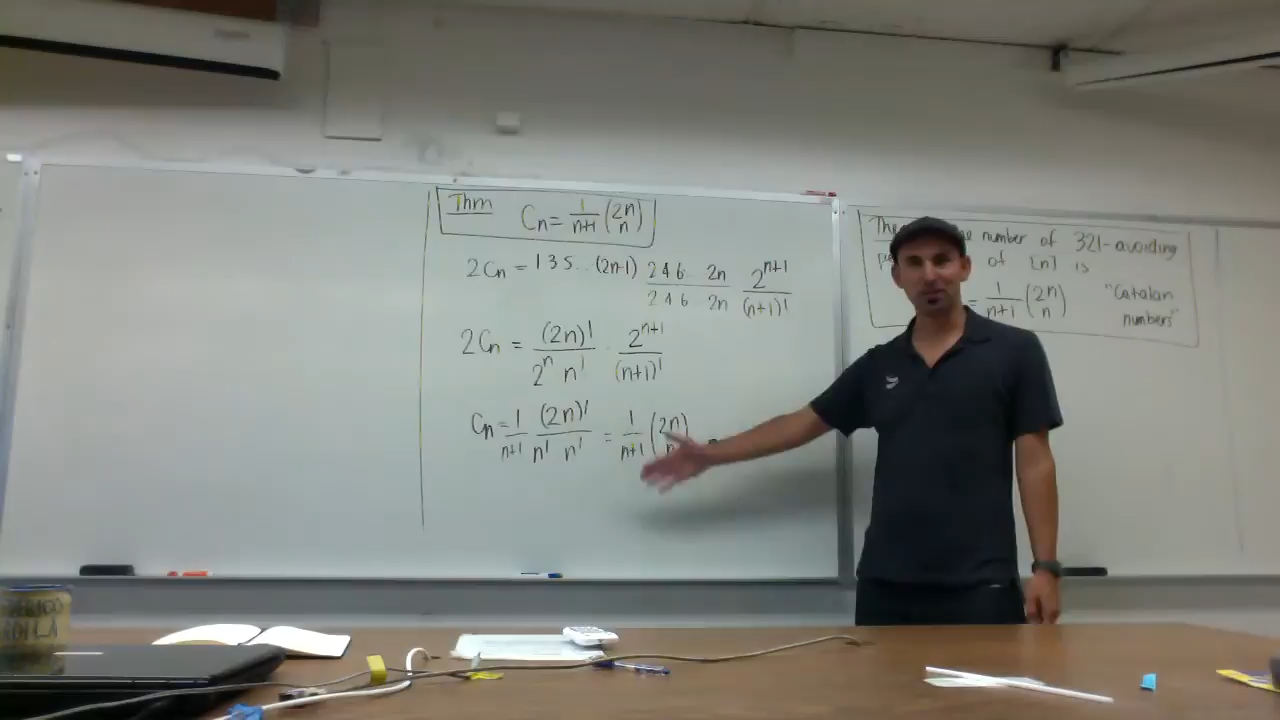 Thm Cn = 1/n+1 (2n n)
2Cn = 1 3 5 .. (2n-1) 2 4 6 .. 2n / 2 4 6 2n 2^n+1 / (n+1)!
2Cn = (2n)! / 2^n n! · 2^n+1 / (n+1)!
Cn = 1/n+1 (2n)! / n! n! = 1/n+1 (2n
number of 321-avoiding
of [n] is
= 1/n+1 (2n n) "Catalan
numbers"